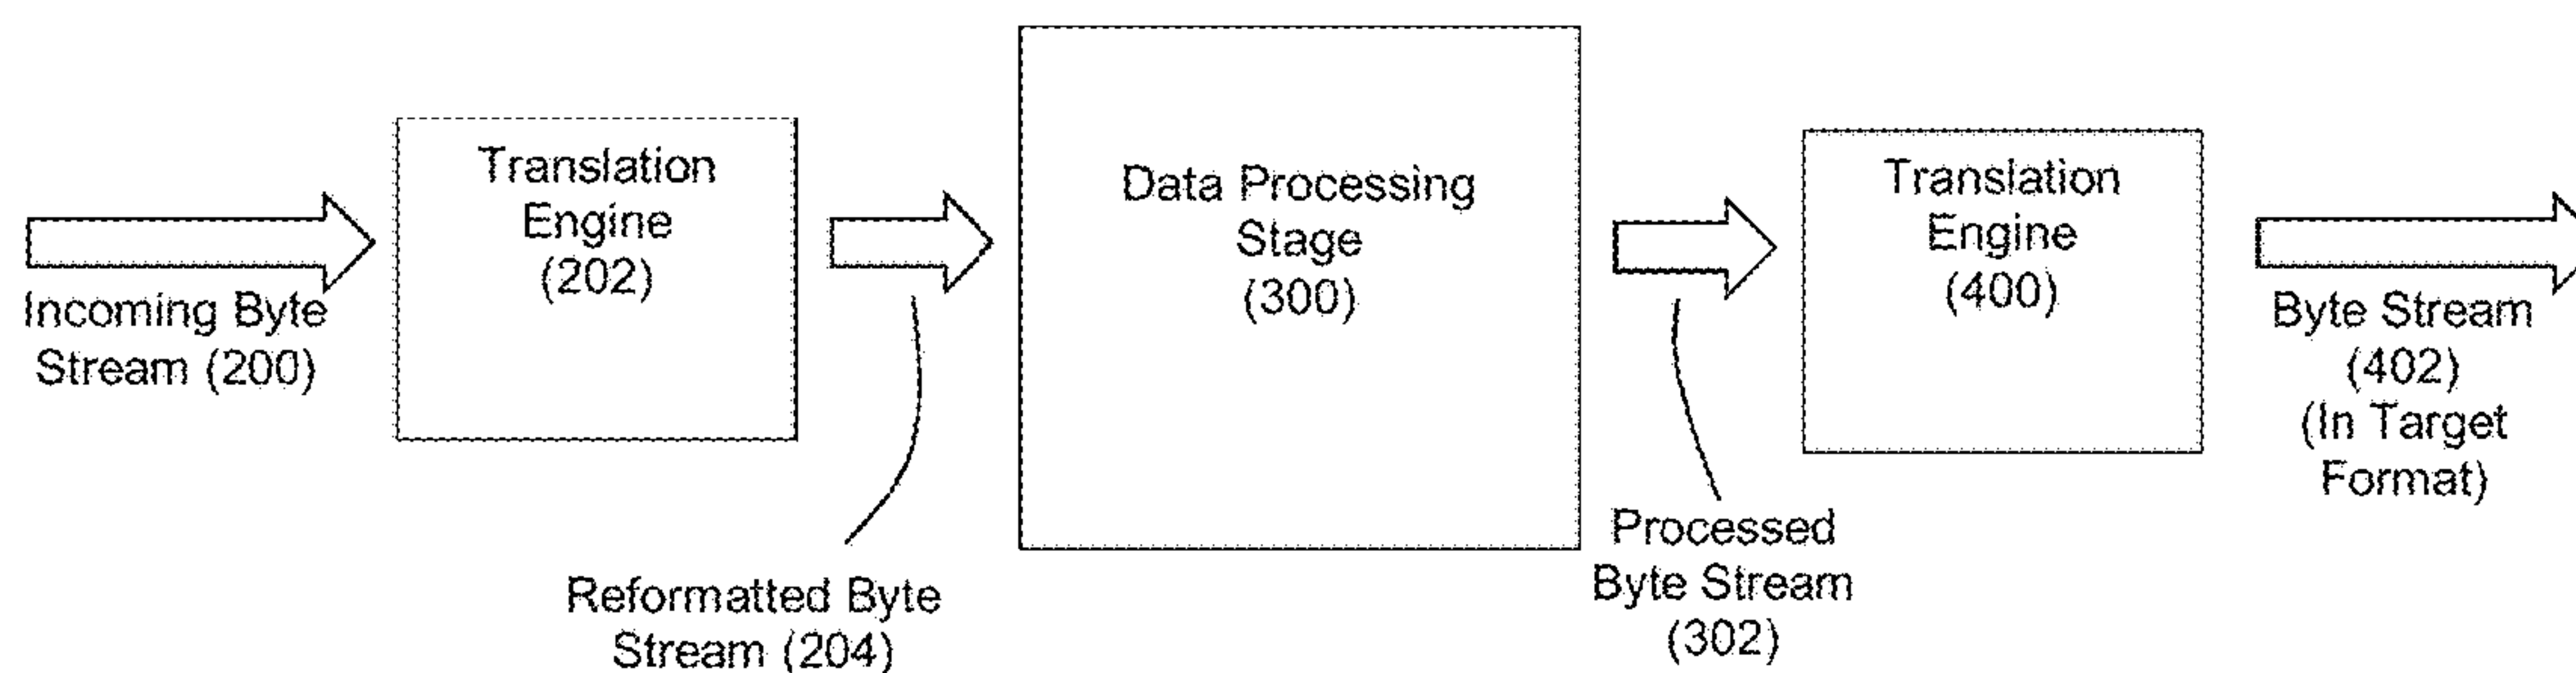 Incoming Byte
Stream (200)
Translation
Engine
(202)
Reformatted Byte
Stream (204)
Data Processing
Stage
(300)
Processed
Byte Stream
(302)
Translation
Engine
(400)
Byte Stream
(402)
(In Target
Format)